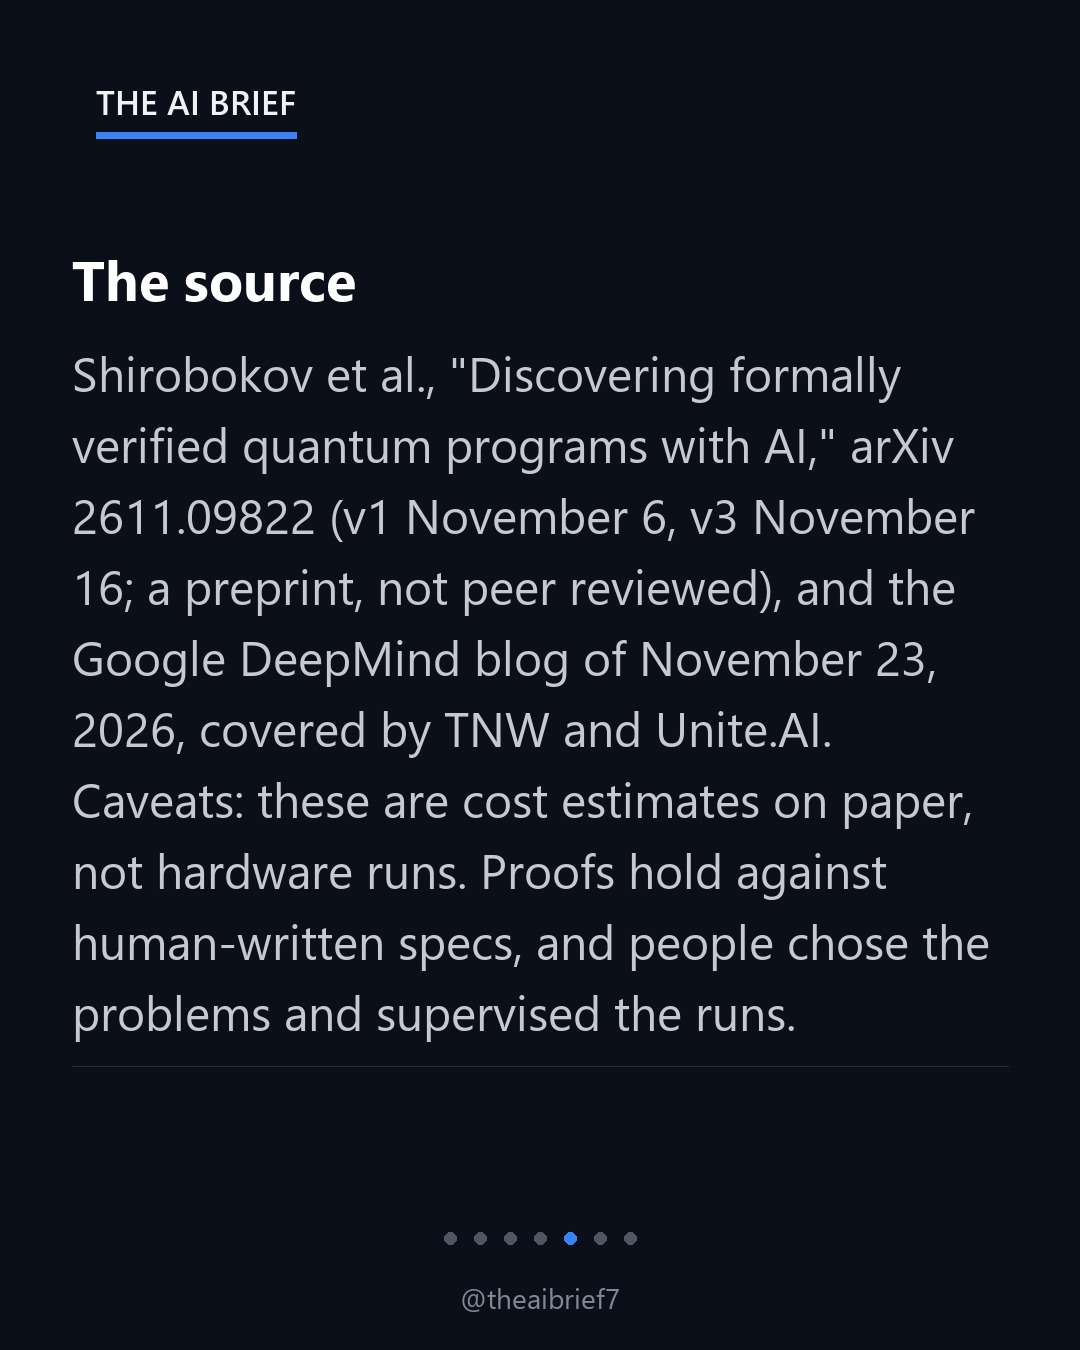 THE AI BRIEF
The source
Shirobokov et al., "Discovering formally
verified quantum programs with AI," arXiv
2611.09822 (v1 November 6, v3 November
16; a preprint, not peer reviewed), and the
Google DeepMind blog of November 23,
2026, covered by TNW and Unite.AI.
Caveats: these are cost estimates on paper,
not hardware runs. Proofs hold against
human-written specs, and people chose the
problems and supervised the runs.
@theaibrief7